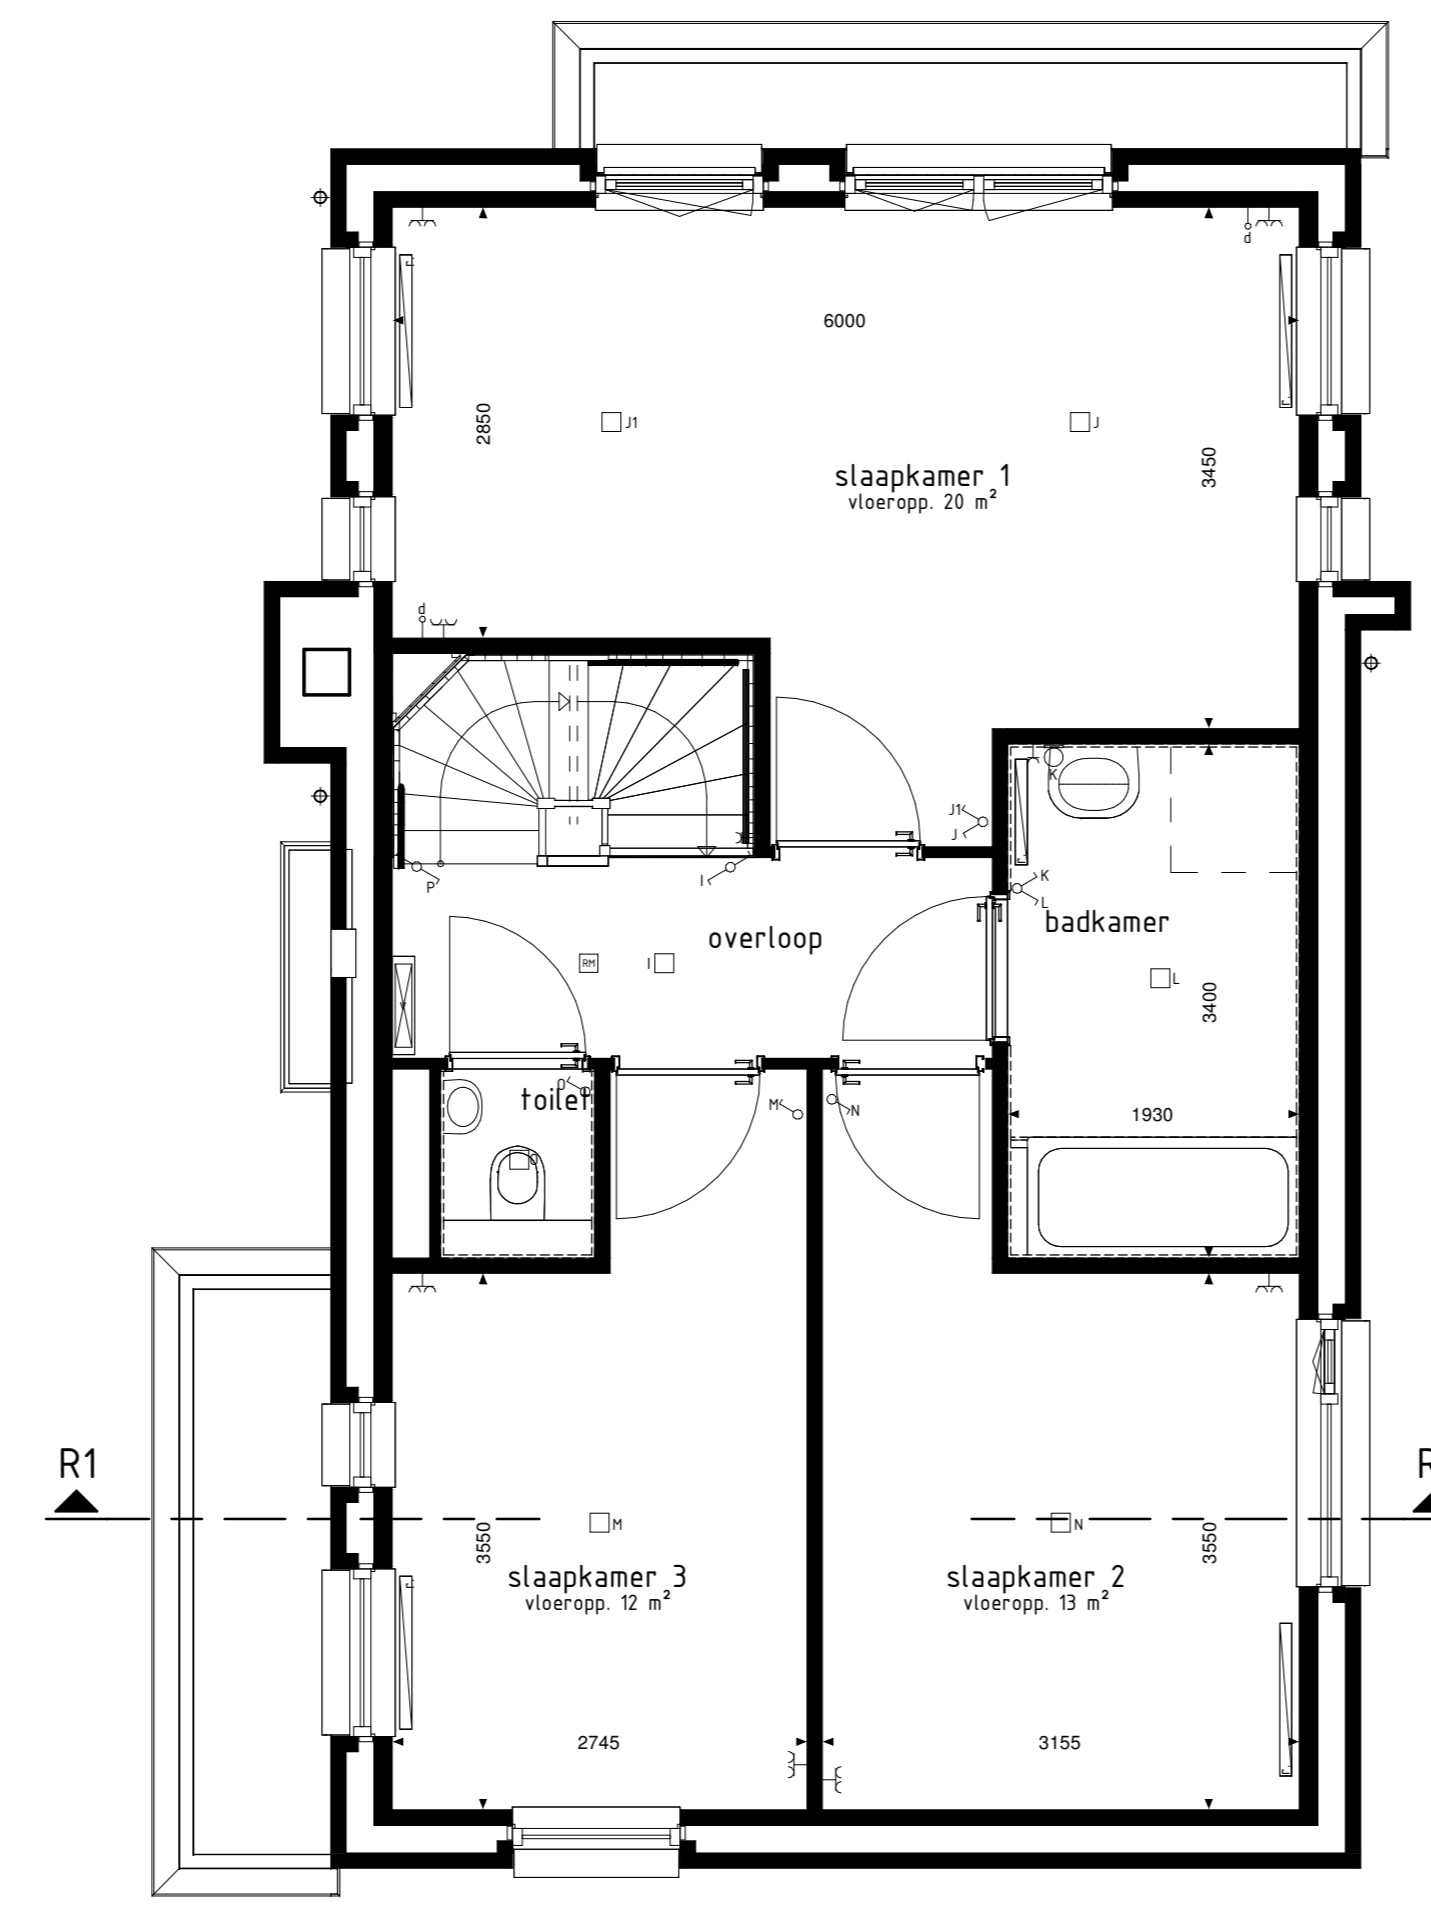 d
6000
2850
J1
J
3450
slaapkamer 1
vloeropp. 20 m²
d
K
J1
J
P
I
K
L
badkamer
overloop
RM
I
L
3400
O
toilet
M
N
1930
O
R1
R
M
N
3550
3550
slaapkamer 3
vloeropp. 12 m²
slaapkamer 2
vloeropp. 13 m²
2745
3155